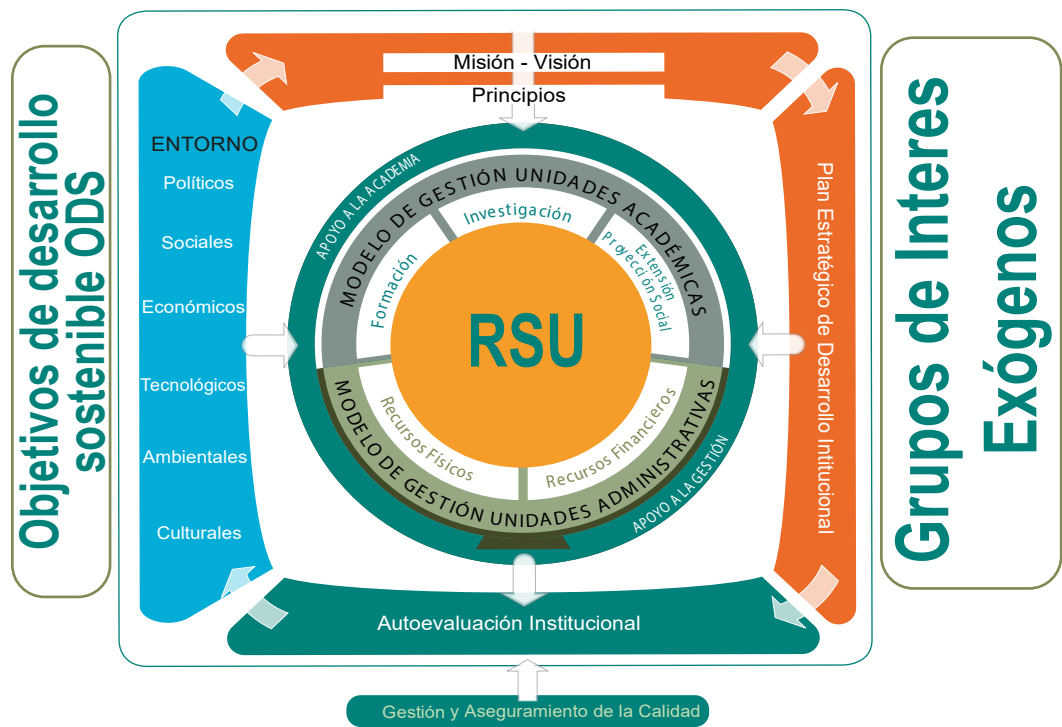 Objetivos de desarrollo
sostenible ODS
Misión - Visión
Principios
ENTORNO
Políticos
Sociales
Económicos
Tecnológicos
Ambientales
Culturales
APOYO A LA ACADEMIA
MODELO DE GESTIÓN UNIDADES ACADÉMICAS
Formación
Investigación
Extensión
Proyección Social
RSU
Recursos Físicos
Recursos Financieros
MODELO DE GESTIÓN UNIDADES ADMINISTRATIVAS
APOYO A LA GESTIÓN
Plan Estratégico de Desarrollo Intitucional
Grupos de Interes
Exógenos
Autoevaluación Institucional
Gestión y Aseguramiento de la Calidad